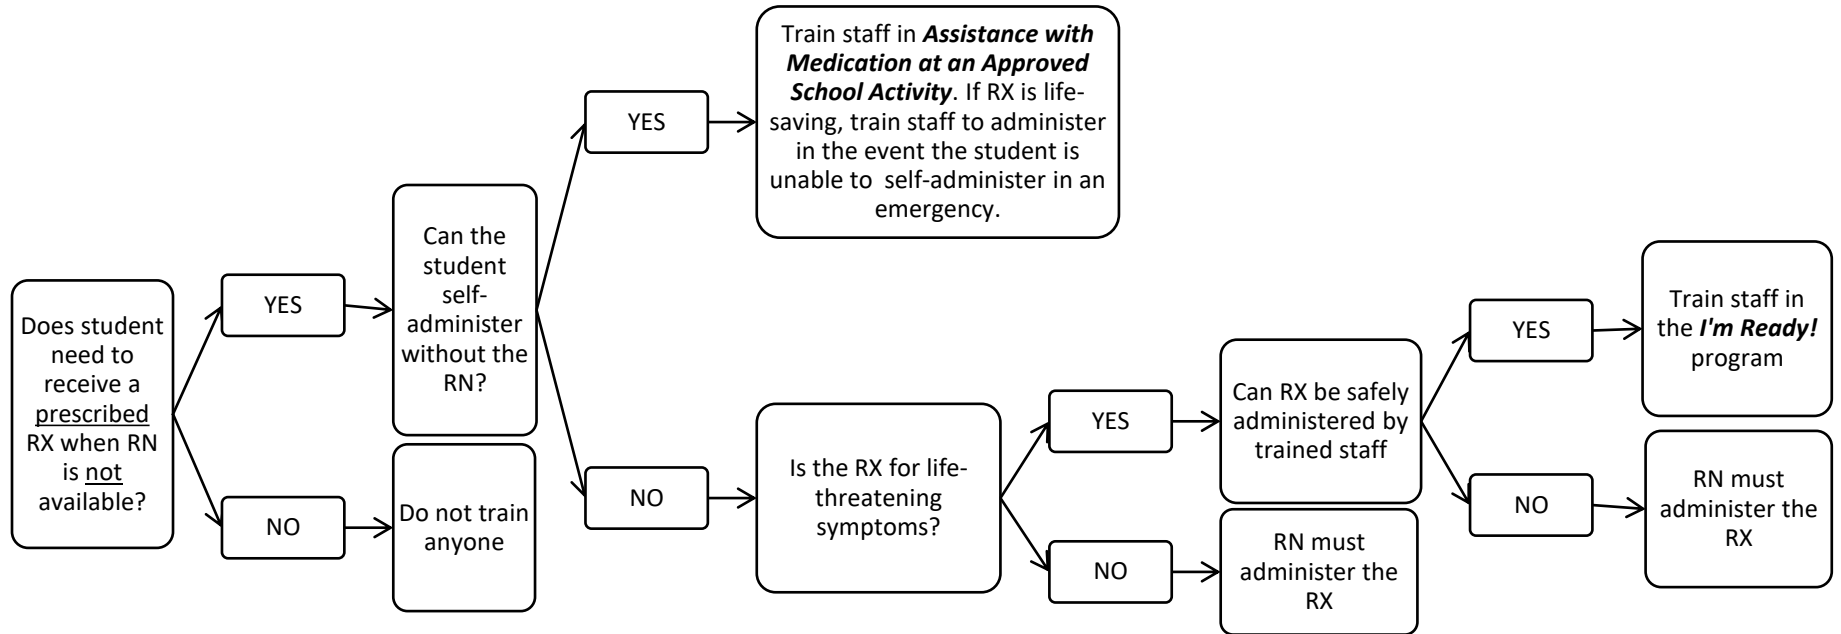 Does student
need to
receive a
prescribed
RX when RN
is not
available?
YES
NO
Can the
student
self-
administer
without the
RN?
Do not train
anyone
YES
NO
Train staff in Assistance with
Medication at an Approved
School Activity. If RX is life-
saving, train staff to administer
in the event the student is
unable to  self-administer in an
emergency.
Is the RX for life-
threatening
symptoms?
YES
NO
Can RX be safely
administered by
trained staff
RN must
administer the
RX
YES
NO
Train staff in
the I'm Ready!
program
RN must
administer the
RX